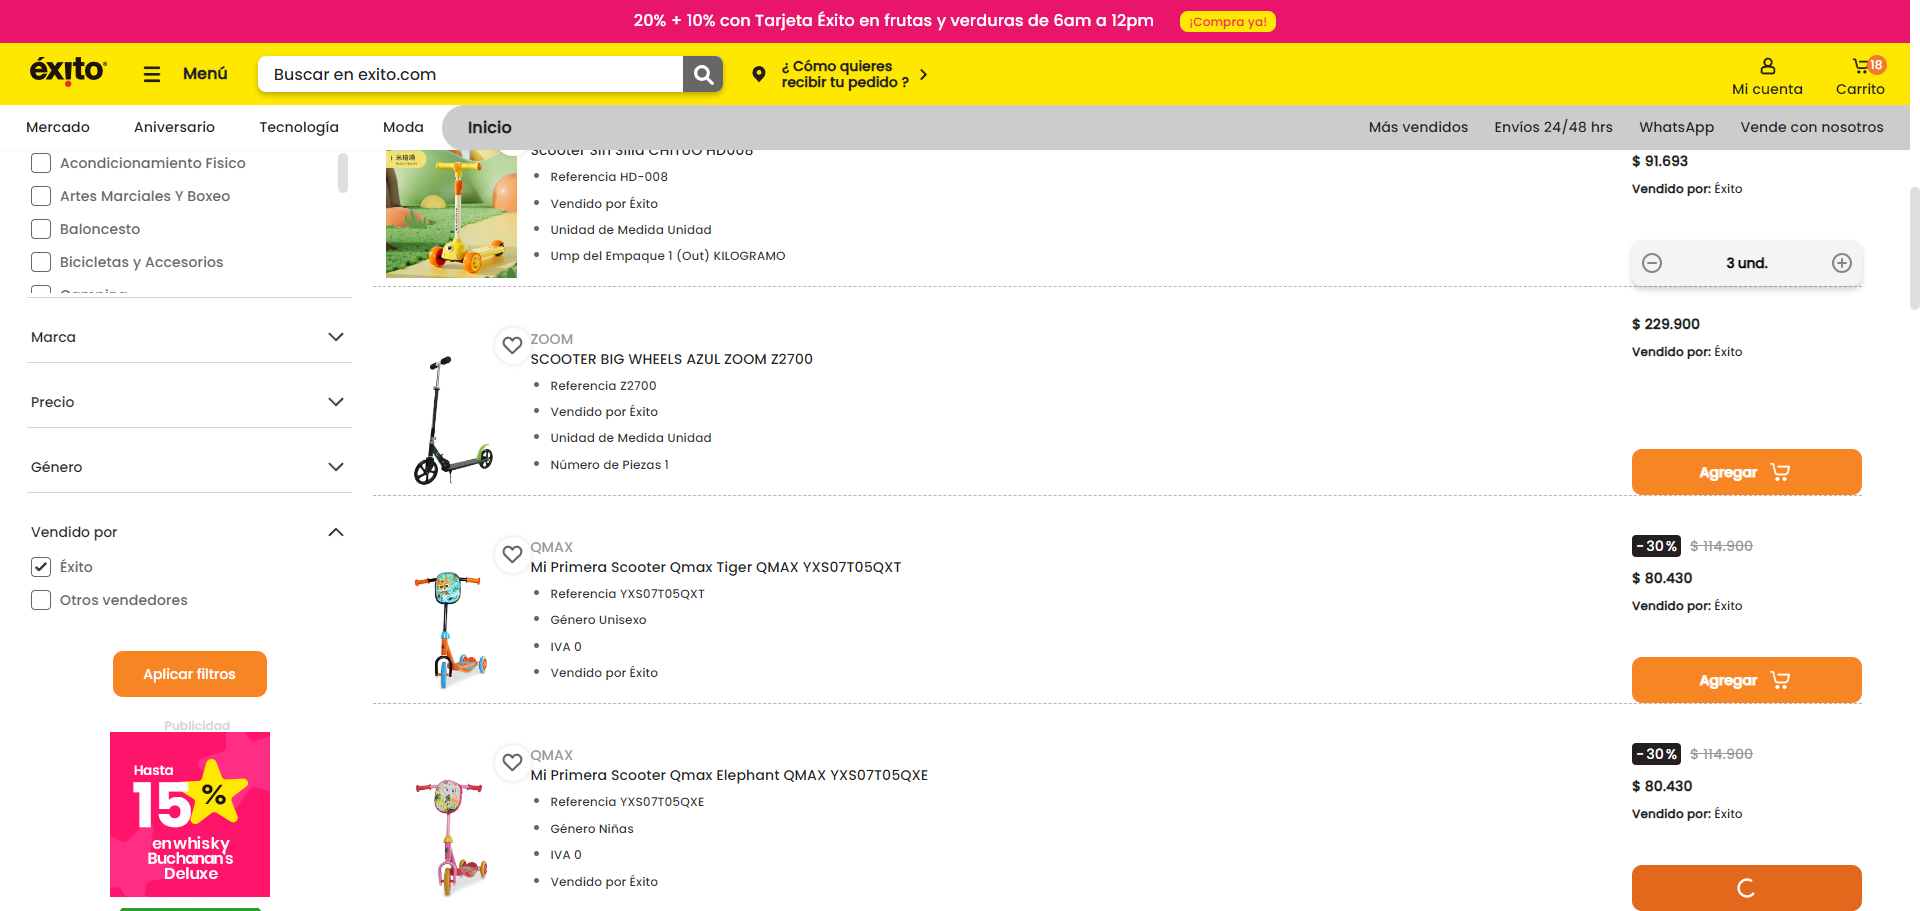 20% + 10% con Tarjeta Éxito en frutas y verduras de 6am a 12pm
¡Compra ya!
éxito
Menú
Buscar en exito.com
¿ Cómo quieres
recibir tu pedido ?
Mi cuenta
18
Carrito
Mercado
Aniversario
Tecnología
Moda
Inicio
Más vendidos
Envíos 24/48 hrs
WhatsApp
Vende con nosotros
Acondicionamiento Fisico
Artes Marciales Y Boxeo
Baloncesto
Bicicletas y Accesorios
Marca
Precio
Género
Vendido por
Éxito
Otros vendedores
Aplicar filtros
Publicidad
Hasta
15%
en whisky
Buchanan's
Deluxe
Scooter Sin Silla CHITUO HD008
Referencia HD-008
Vendido por Éxito
Unidad de Medida Unidad
Ump del Empaque 1 (Out) KILOGRAMO
$ 91.693
Vendido por: Éxito
3 und.
ZOOM
SCOOTER BIG WHEELS AZUL ZOOM Z2700
Referencia Z2700
Vendido por Éxito
Unidad de Medida Unidad
Número de Piezas 1
$ 229.900
Vendido por: Éxito
Agregar
QMAX
Mi Primera Scooter Qmax Tiger QMAX YXS07T05QXT
Referencia YXS07T05QXT
Género Unisexo
IVA 0
Vendido por Éxito
-30% $ 114.900
$ 80.430
Vendido por: Éxito
Agregar
QMAX
Mi Primera Scooter Qmax Elephant QMAX YXS07T05QXE
Referencia YXS07T05QXE
Género Niñas
IVA 0
Vendido por Éxito
-30% $ 114.900
$ 80.430
Vendido por: Éxito